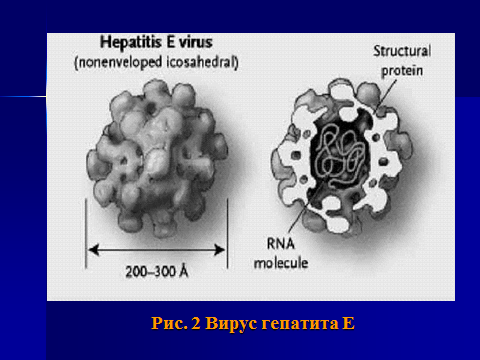 Hepatitis E virus
(nonenveloped icosahedral)
Structural
protein
200–300 Å
RNA
molecule
Рис. 2 Вирус гепатита Е